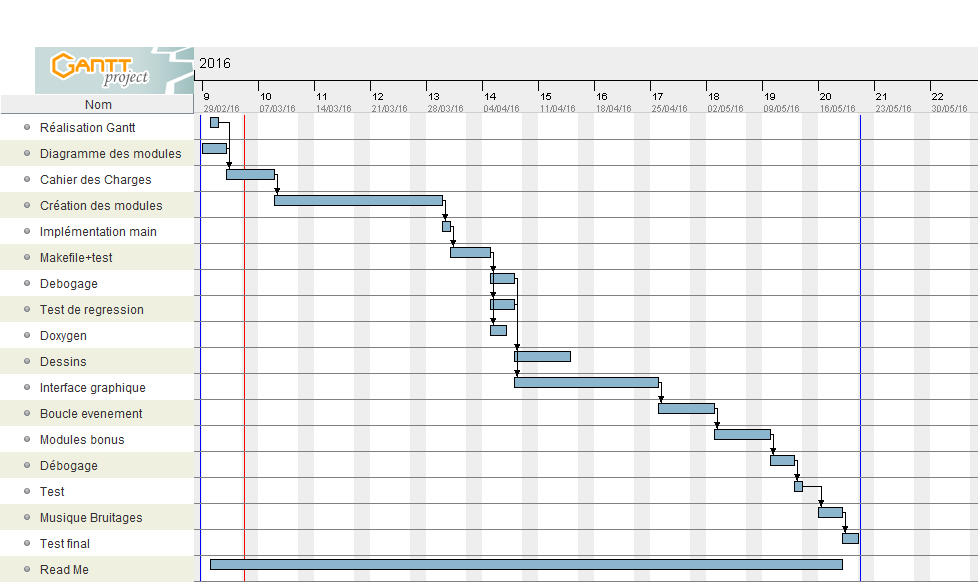 GANTT
project
2016
Nom
9 10 11 12 13 14 15 16 17 18 19 20 21 22
29/02/16 07/03/16 14/03/16 21/03/16 28/03/16 04/04/16 11/04/16 18/04/16 25/04/16 02/05/16 09/05/16 16/05/16 23/05/16 30/05/16
Réalisation Gantt
Diagramme des modules
Cahier des Charges
Création des modules
Implémentation main
Makefile+test
Debogage
Test de regression
Doxygen
Dessins
Interface graphique
Boucle evenement
Modules bonus
Débogage
Test
Musique Bruitages
Test final
Read Me